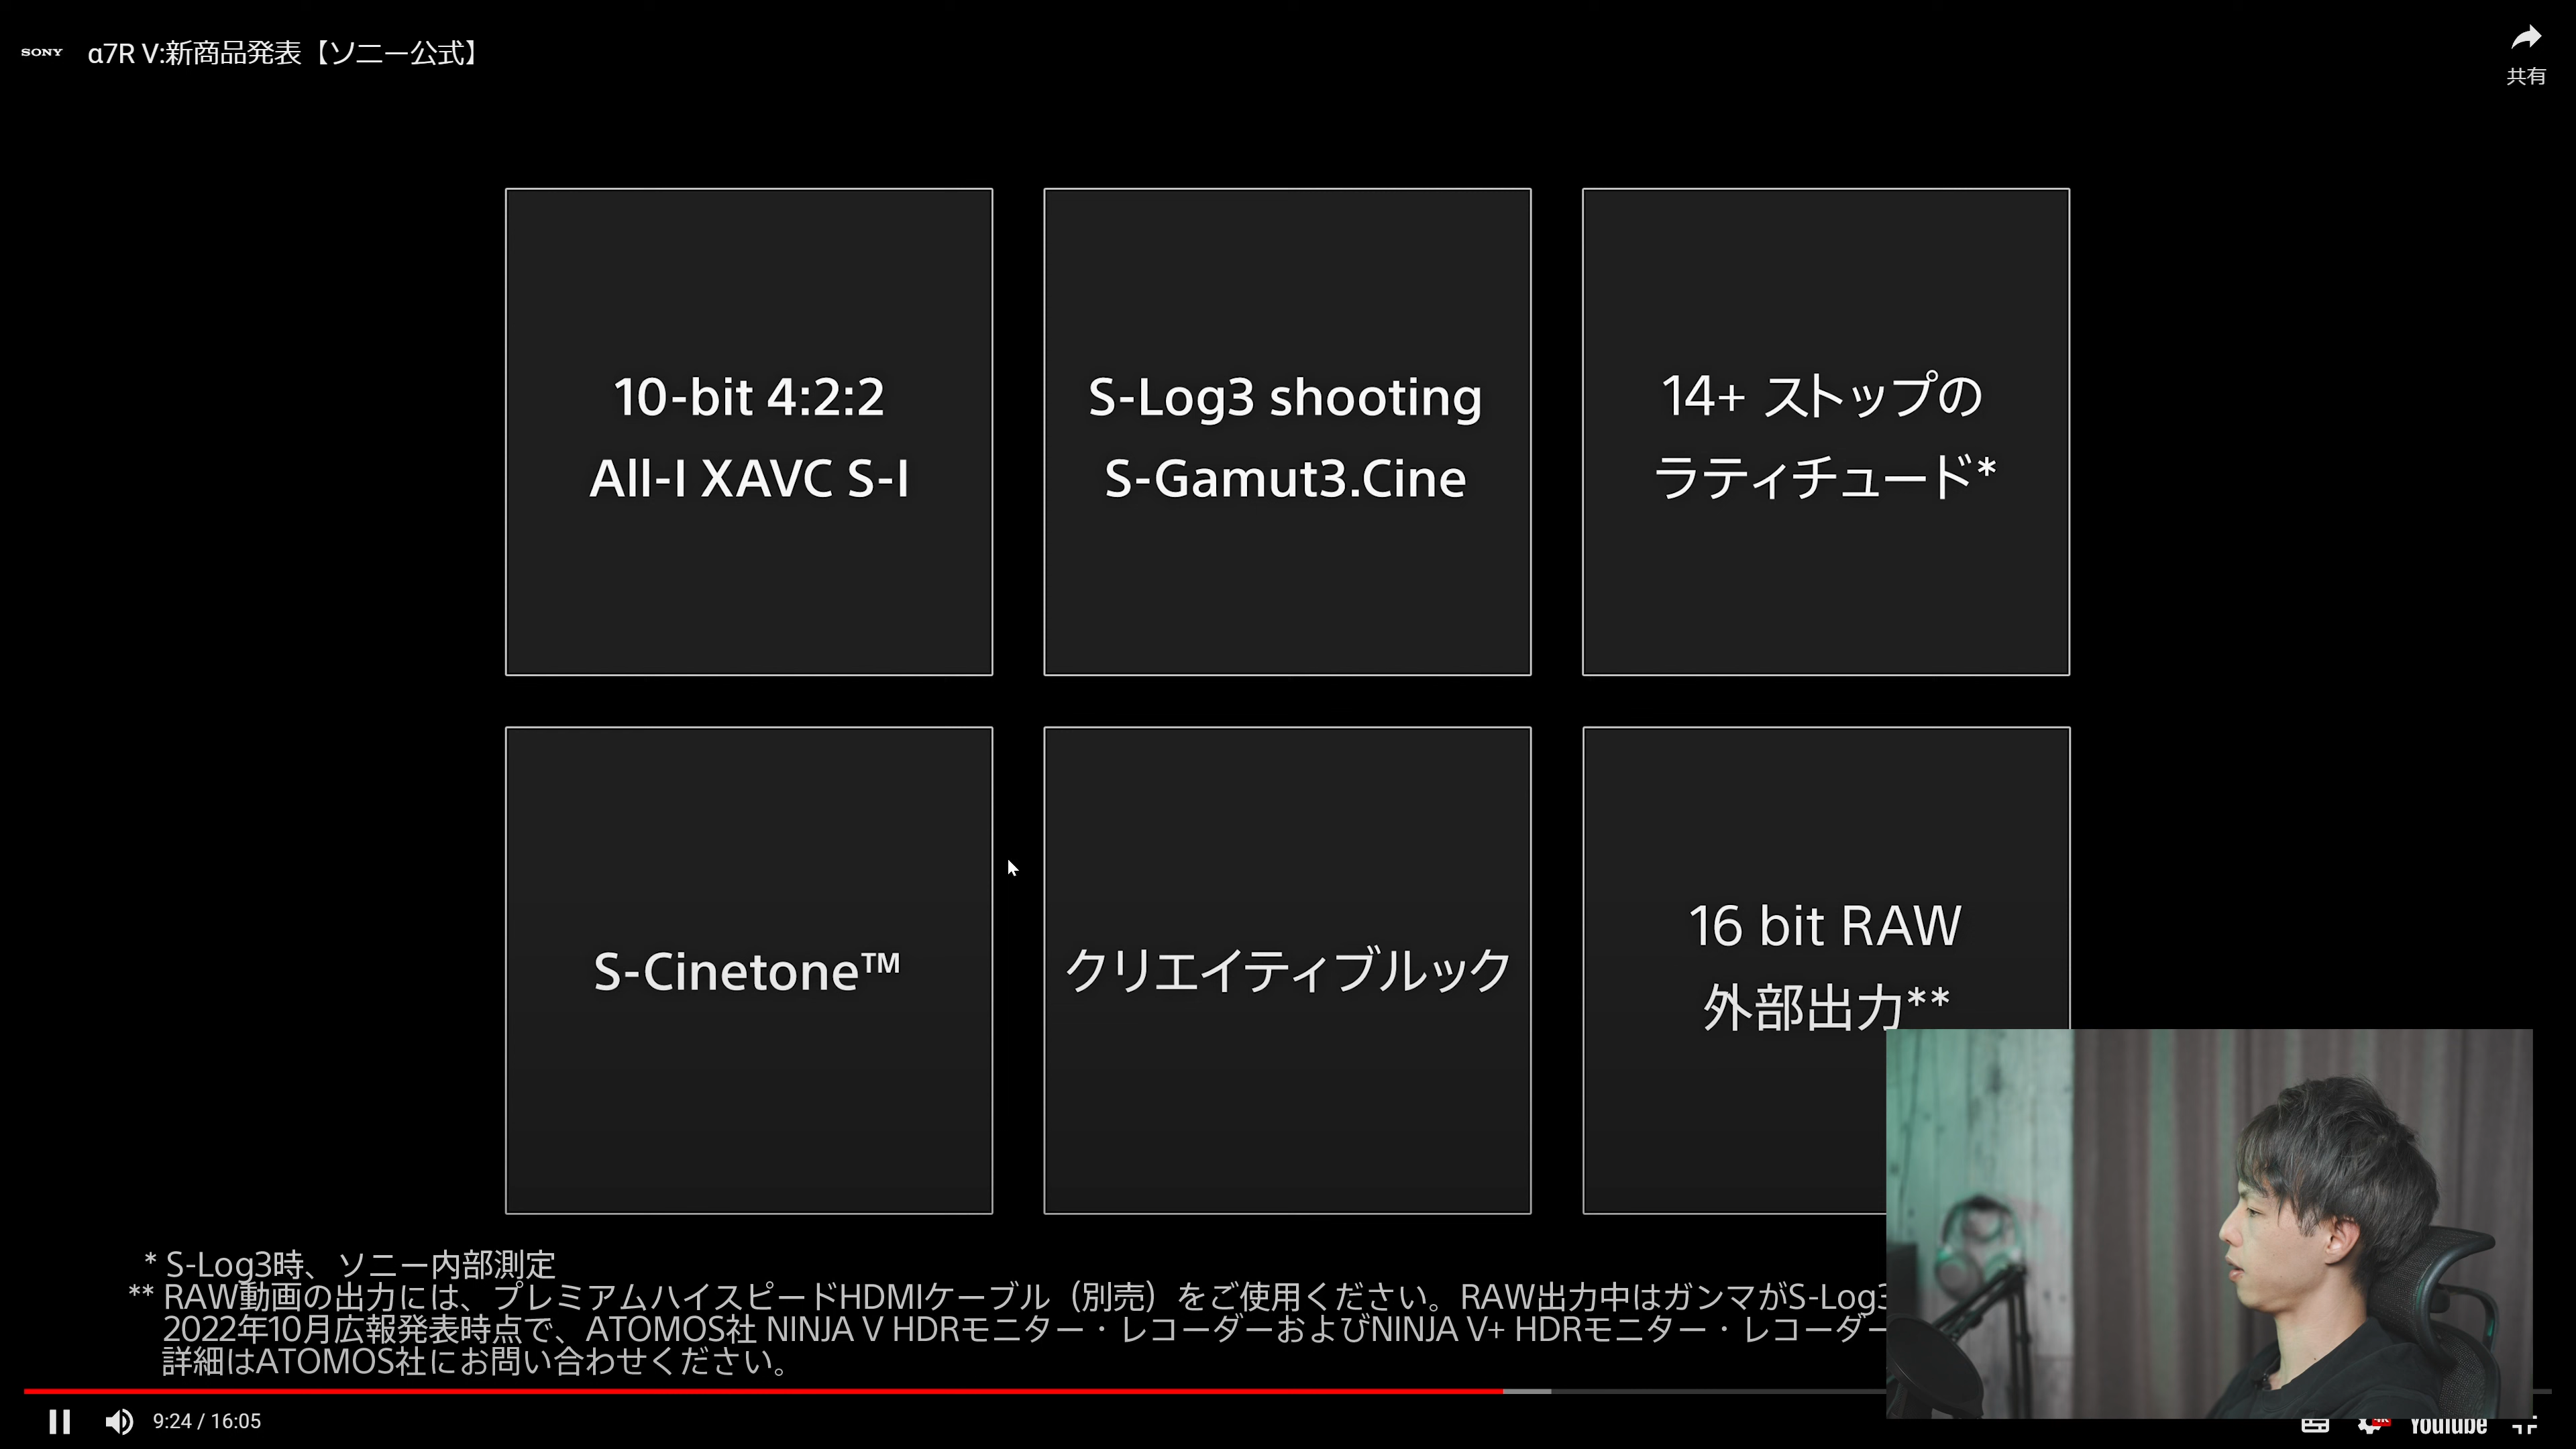 SONY
α7R V:新商品発表【ソニー公式】
共有
10-bit 4:2:2
All-I XAVC S-I
S-Log3 shooting
S-Gamut3.Cine
14+ ストップの
ラティチュード*
S-Cinetone™
クリエイティブルック
16 bit RAW
外部出力**
* S-Log3時、ソニー内部測定
** RAW動画の出力には、プレミアムハイスピードHDMIケーブル（別売）をご使用ください。RAW出力中はガンマがS-Log3
2022年10月広報発表時点で、ATOMOS社 NINJA V HDRモニター・レコーダーおよびNINJA V+ HDRモニター・レコーダー
詳細はATOMOS社にお問い合わせください。
9:24 / 16:05
YouTube